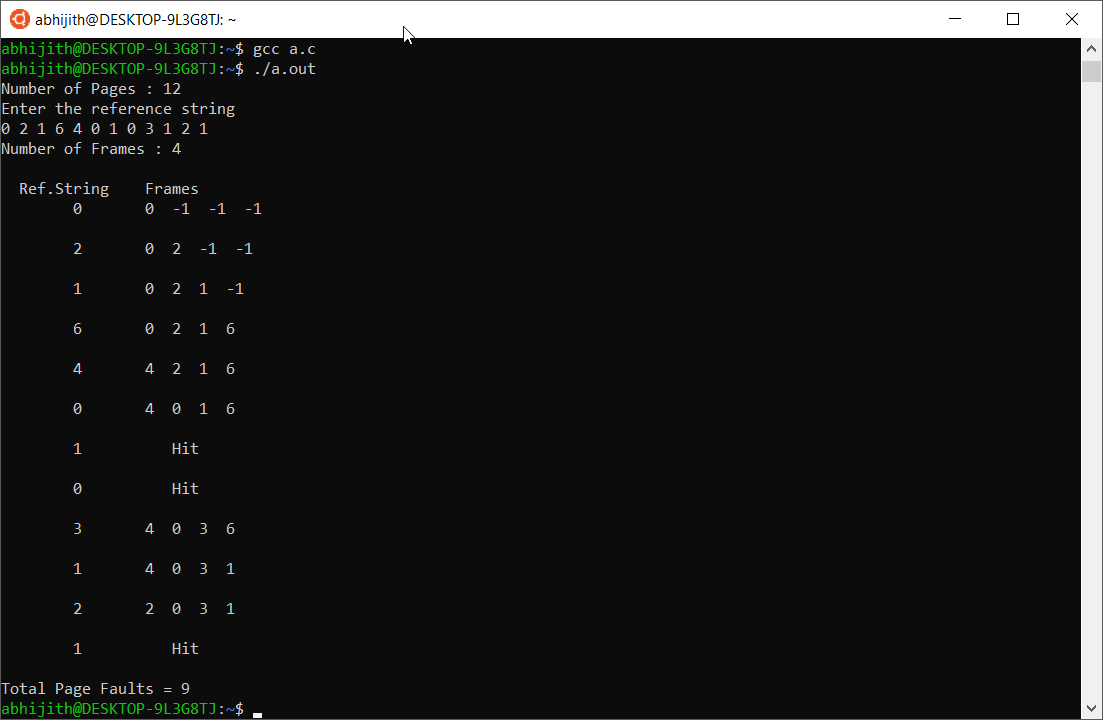 abhijith@DESKTOP-9L3G8TJ: ~
abhijith@DESKTOP-9L3G8TJ:~$ gcc a.c
abhijith@DESKTOP-9L3G8TJ:~$ ./a.out
Number of Pages : 12
Enter the reference string
0 2 1 6 4 0 1 0 3 1 2 1
Number of Frames : 4
Ref.String Frames
0 0 -1 -1 -1
2 0 2 -1 -1
1 0 2 1 -1
6 0 2 1 6
4 4 2 1 6
0 4 0 1 6
1 Hit
0 Hit
3 4 0 3 6
1 4 0 3 1
2 2 0 3 1
1 Hit
Total Page Faults = 9
abhijith@DESKTOP-9L3G8TJ:~$